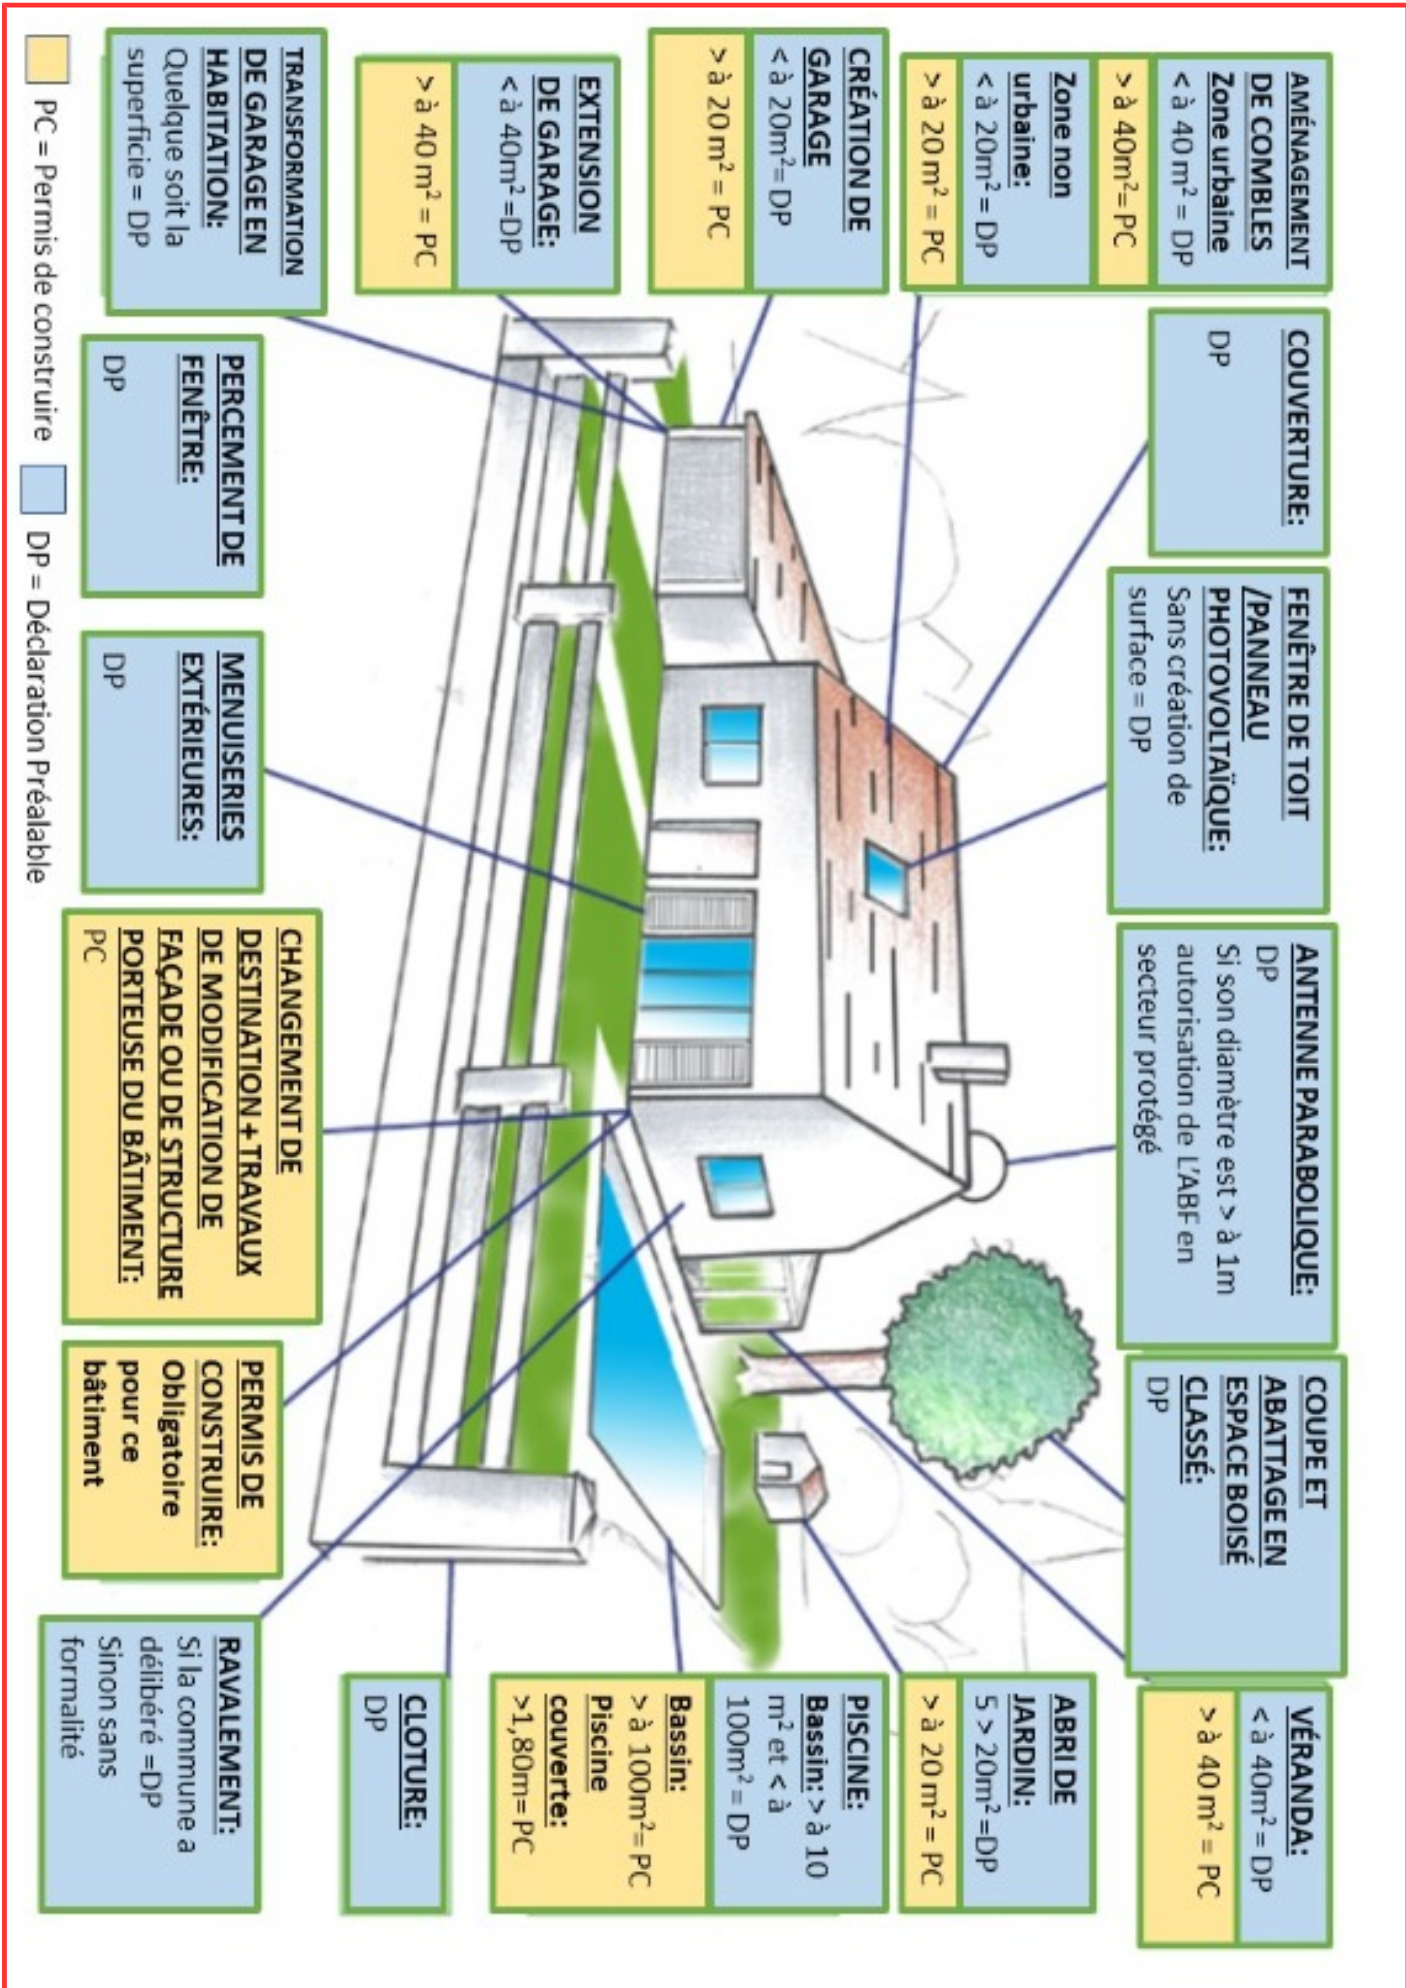 AMÉNAGEMENT
DE COMBLES
Zone urbaine
< à 40 m² = DP
> à 40m²= PC
Zone non
urbaine:
< à 20m² = DP
> à 20 m² = PC
COUVERTURE:
DP
FENÊTRE DE TOIT
/PANNEAU
PHOTOVOLTAÏQUE:
Sans création de
surface = DP
ANTENNE PARABOLIQUE:
DP
Si son diamètre est > à 1m
autorisation de L'ABF en
secteur protégé
COUPE ET
ABATTAGE EN
ESPACE BOISÉ
CLASSÉ:
DP
VÉRANDA:
< à 40m² = DP
> à 40 m² = PC
CRÉATION DE
GARAGE
< à 20m²= DP
> à 20 m² = PC
EXTENSION
DE GARAGE:
< à 40m² =DP
> à 40 m² = PC
TRANSFORMATION
DE GARAGE EN
HABITATION:
Quelque soit la
superficie = DP
ABRI DE
JARDIN:
5 > 20m² =DP
> à 20 m² = PC
PISCINE:
Bassin: > à 10
m² et < à
100m² = DP
Bassin:
> à 100m²= PC
Piscine
couverte:
>1,80m= PC
CLOTURE:
DP
PERCEMENT DE
FENÊTRE:
DP
MENUISERIES
EXTÉRIEURES:
DP
CHANGEMENT DE
DESTINATION + TRAVAUX
DE MODIFICATION DE
FAÇADE OU DE STRUCTURE
PORTEUSE DU BÂTIMENT:
PC
PERMIS DE
CONSTRUIRE:
Obligatoire
pour ce
bâtiment
RAVALEMENT:
Si la commune a
délibéré =DP
Sinon sans
formalité
PC = Permis de construire
DP = Déclaration Préalable